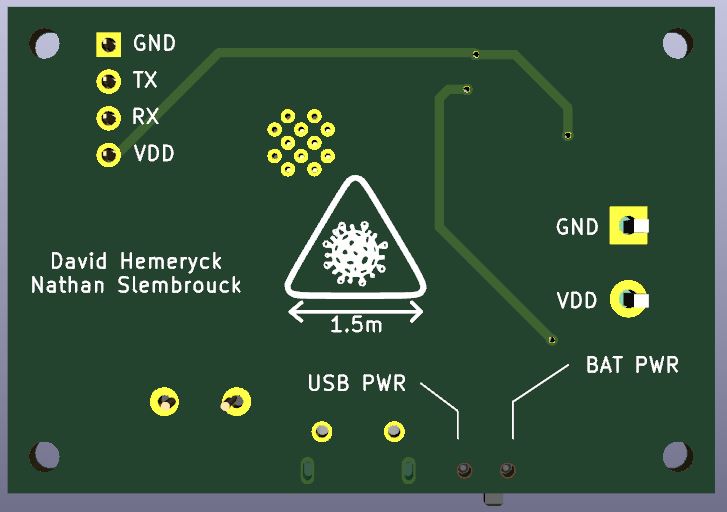 GND
TX
RX
VDD
David Hemeryck
Nathan Slembrouck
1.5m
GND
VDD
USB PWR
BAT PWR